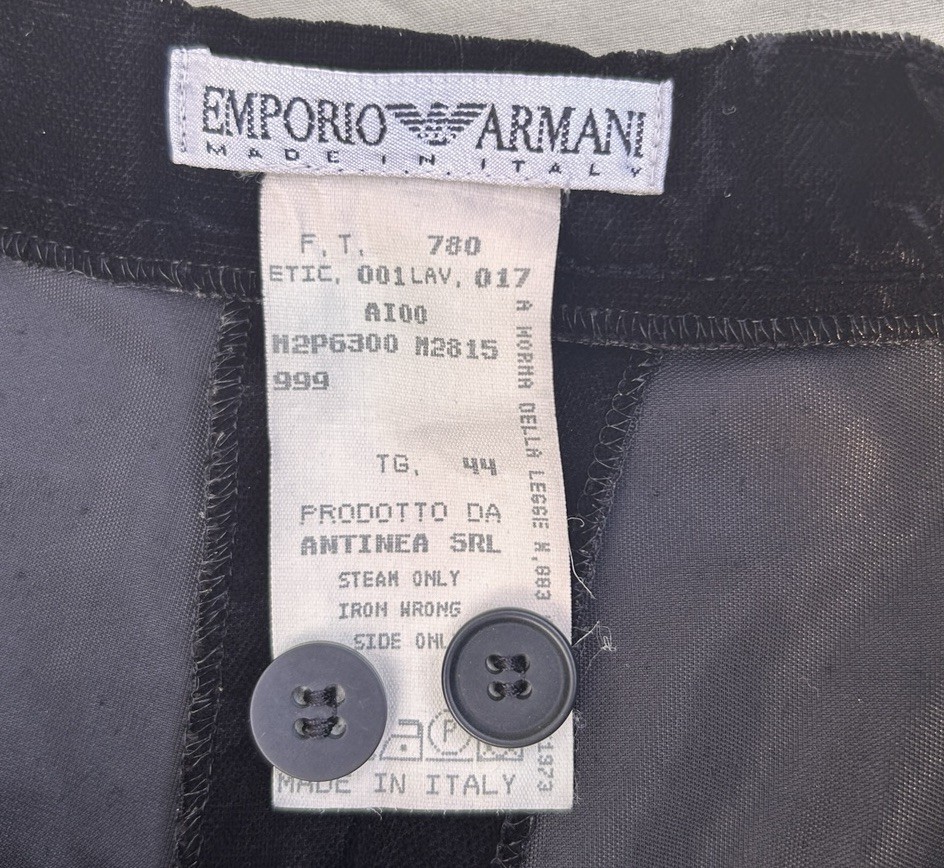 EMPORIO ARMANI
MADE IN ITALY
F. T. 780
ETIC. 001 LAV. 017
AI00
M2P6300 M2815
999
TG. 44
PRODOTTO DA
ANTINEA SRL
STEAM ONLY
IRON WRONG
SIDE
P
MADE IN ITALY
A NORMA DELLA LEGGE N.883
1973